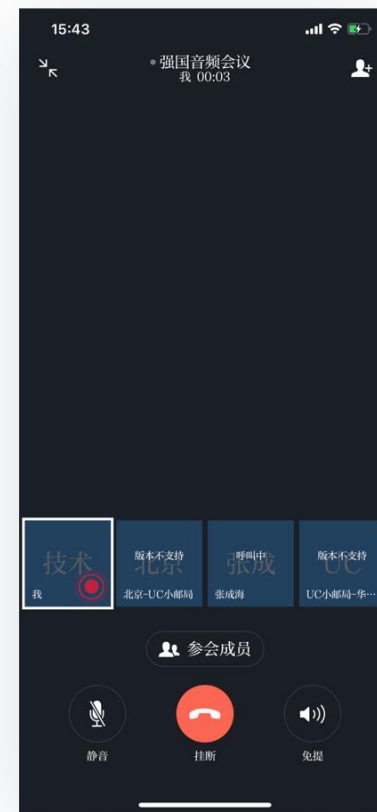 15:43
强国音频会议
我 00:03
技术
我
北京
版本不支持
北京-UC小邮局
张成
呼叫中
张成海
UC
版本不支持
UC小邮局-华…
参会成员
静音
挂断
免提